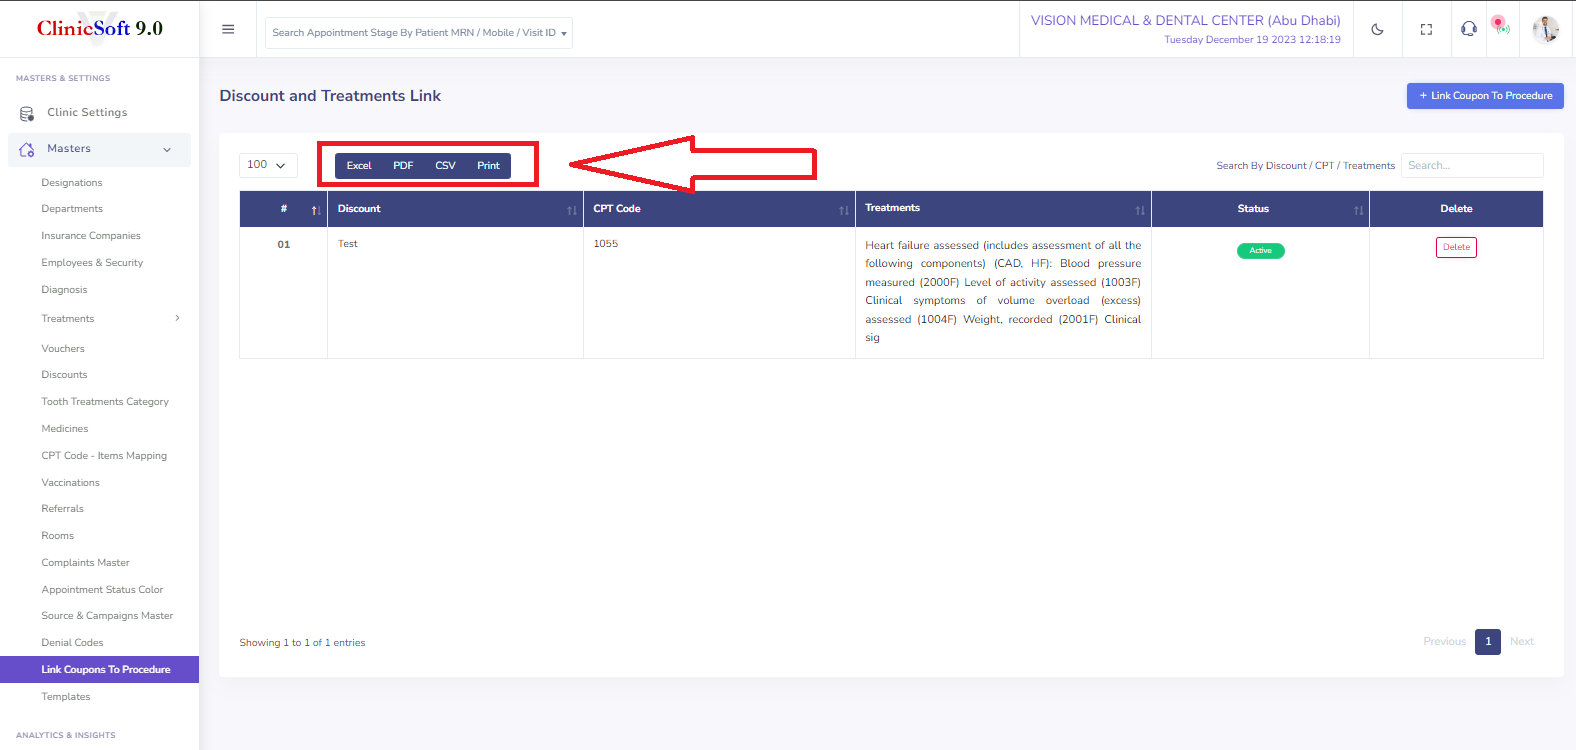 ClinicSoft 9.0
Search Appointment Stage By Patient MRN / Mobile / Visit ID
VISION MEDICAL & DENTAL CENTER (Abu Dhabi)
Tuesday December 19 2023 12:18:19
MASTERS & SETTINGS
Clinic Settings
Masters
Designations
Departments
Insurance Companies
Employees & Security
Diagnosis
Treatments
Vouchers
Discounts
Tooth Treatments Category
Medicines
CPT Code - Items Mapping
Vaccinations
Referrals
Rooms
Complaints Master
Appointment Status Color
Source & Campaigns Master
Denial Codes
Link Coupons To Procedure
Templates
ANALYTICS & INSIGHTS
Discount and Treatments Link
+ Link Coupon To Procedure
100
Excel PDF CSV Print
Search By Discount / CPT / Treatments Search...
# Discount CPT Code Treatments Status Delete
01 Test 1055 Heart failure assessed (includes assessment of all the Active Delete
following components) (CAD, HF): Blood pressure
measured (2000F) Level of activity assessed (1003F)
Clinical symptoms of volume overload (excess)
assessed (1004F) Weight, recorded (2001F) Clinical
sig
Showing 1 to 1 of 1 entries
Previous 1 Next